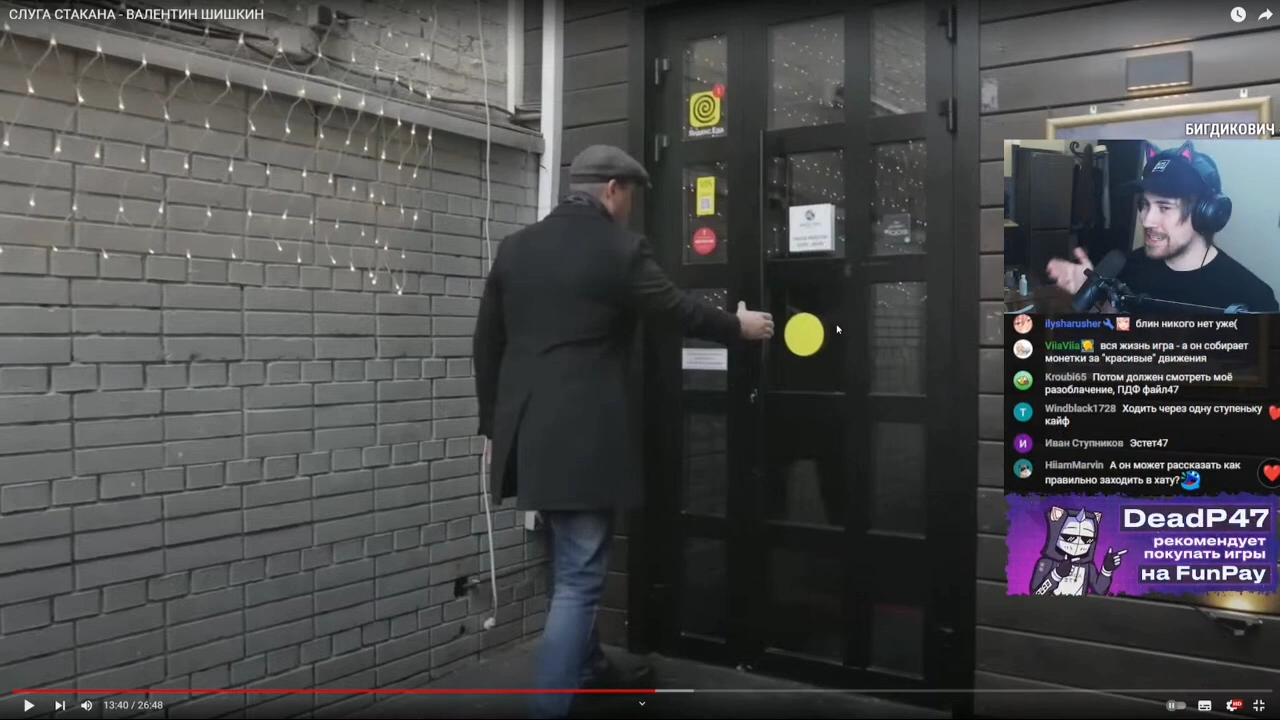 СЛУГА СТАКАНА - ВАЛЕНТИН ШИШКИН
Яндекс Еда
БИГДИКОВИЧ
ilysharusher блин никого нет уже(
ViiaViia вся жизнь игра - а он собирает
монетки за "красивые" движения
Kroubi65 Потом должен смотреть моё
разоблачение, ПДФ файл47
Windblack1728 Ходить через одну ступеньку
кайф
Иван Ступников Эстет47
HiiamMarvin А он может рассказать как
правильно заходить в хату?
DeadP47
рекомендует
покупать игры
на FunPay
13:40 / 26:48
HD